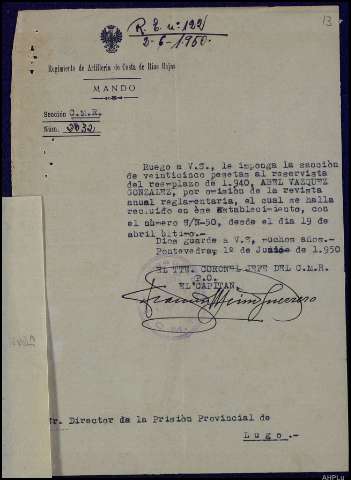 R. E. nº: 122
2-6-1950.
13
Regimiento de Artillería de Costa de Rías Bajas
MANDO
Sección C.M.R.
Núm. 2032
Ruego a V.S., le imponga la sanción
de veinticinco pesetas al reservista
del reemplazo de 1.940, ABEL VAZQUEZ
GONZALEZ, por omisión de la revista
anual reglamentaria, el cual se halla
recluido en ese Establecimiento, con
el número S/N-50, desde el día 19 de
abril último.-
Dios guarde a V.S, muchos años.-
Pontevedra, 1º de Junio de 1.950
EL TTE. CORONEL JEFE DEL C.M.R
P.O.
EL CAPITAN,
Sr. Director de la Prisión Provincial de
Lugo.-
AHPLu